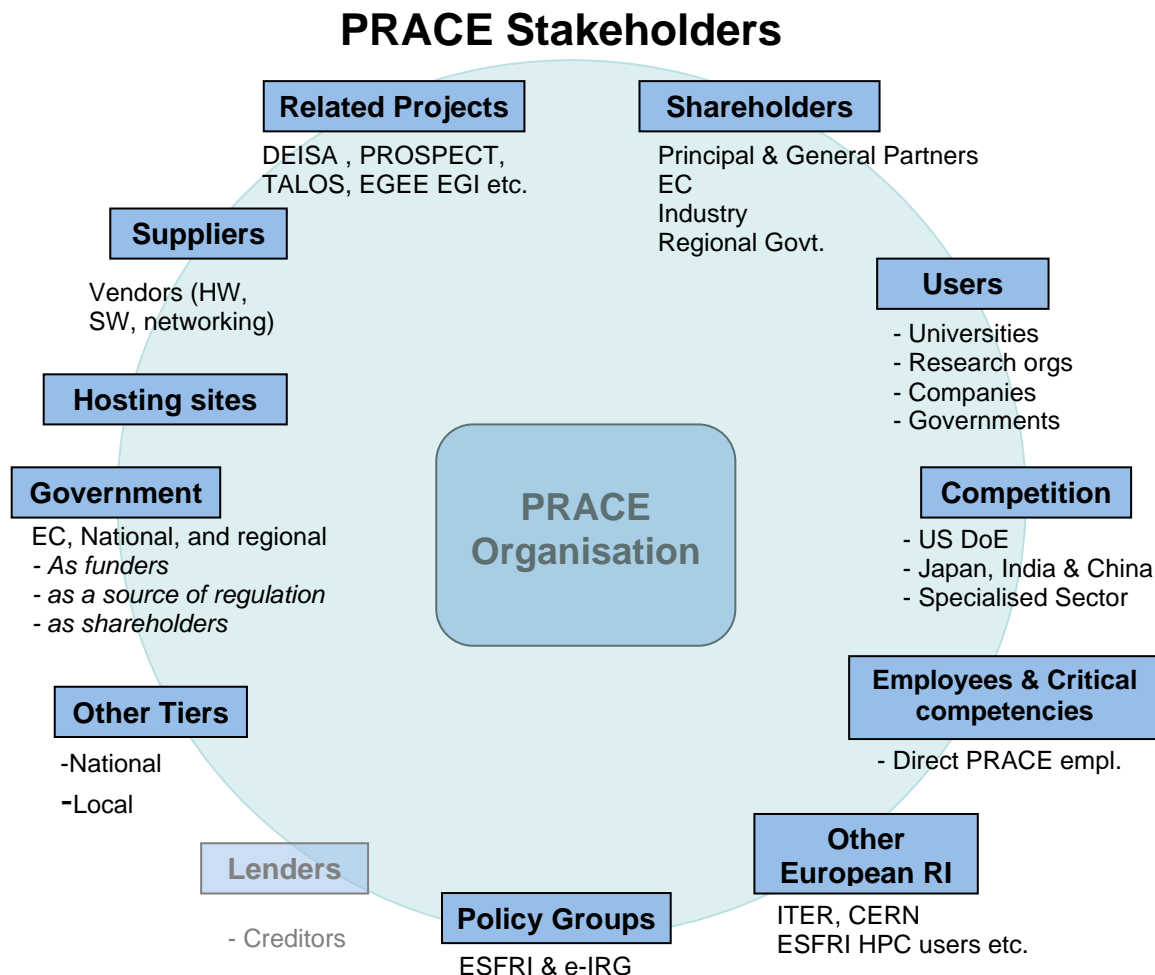 PRACE Stakeholders
Related Projects
DEISA , PROSPECT,
TALOS, EGEE EGI etc.
Shareholders
Principal & General Partners
EC
Industry
Regional Govt.
Suppliers
Vendors (HW,
SW, networking)
Users
- Universities
- Research orgs
- Companies
- Governments
Hosting sites
PRACE
Organisation
Government
EC, National, and regional
- As funders
- as a source of regulation
- as shareholders
Competition
- US DoE
- Japan, India & China
- Specialised Sector
Employees & Critical
competencies
- Direct PRACE empl.
Other Tiers
-National
-Local
Other
European RI
ITER, CERN
ESFRI HPC users etc.
Lenders
- Creditors
Policy Groups
ESFRI & e-IRG